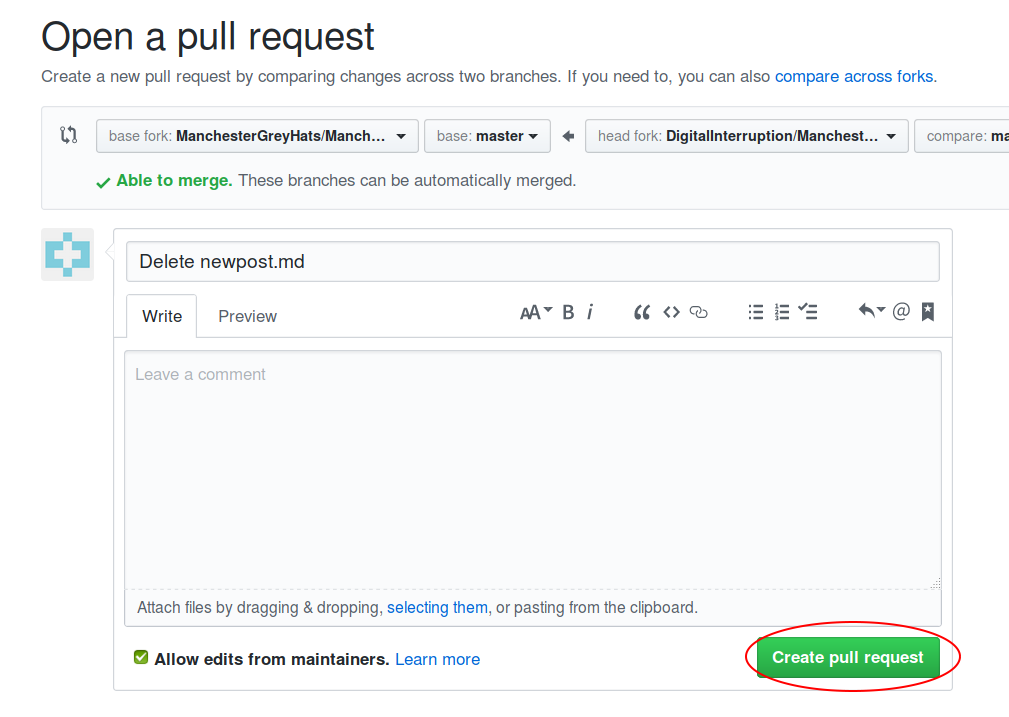 Open a pull request
Create a new pull request by comparing changes across two branches. If you need to, you can also compare across forks.
base fork: ManchesterGreyHats/Manch... base: master head fork: DigitalInterruption/Manchest... compare: ma
Able to merge. These branches can be automatically merged.
Delete newpost.md
Write Preview AA B i @
Leave a comment
Attach files by dragging & dropping, selecting them, or pasting from the clipboard.
Allow edits from maintainers. Learn more Create pull request